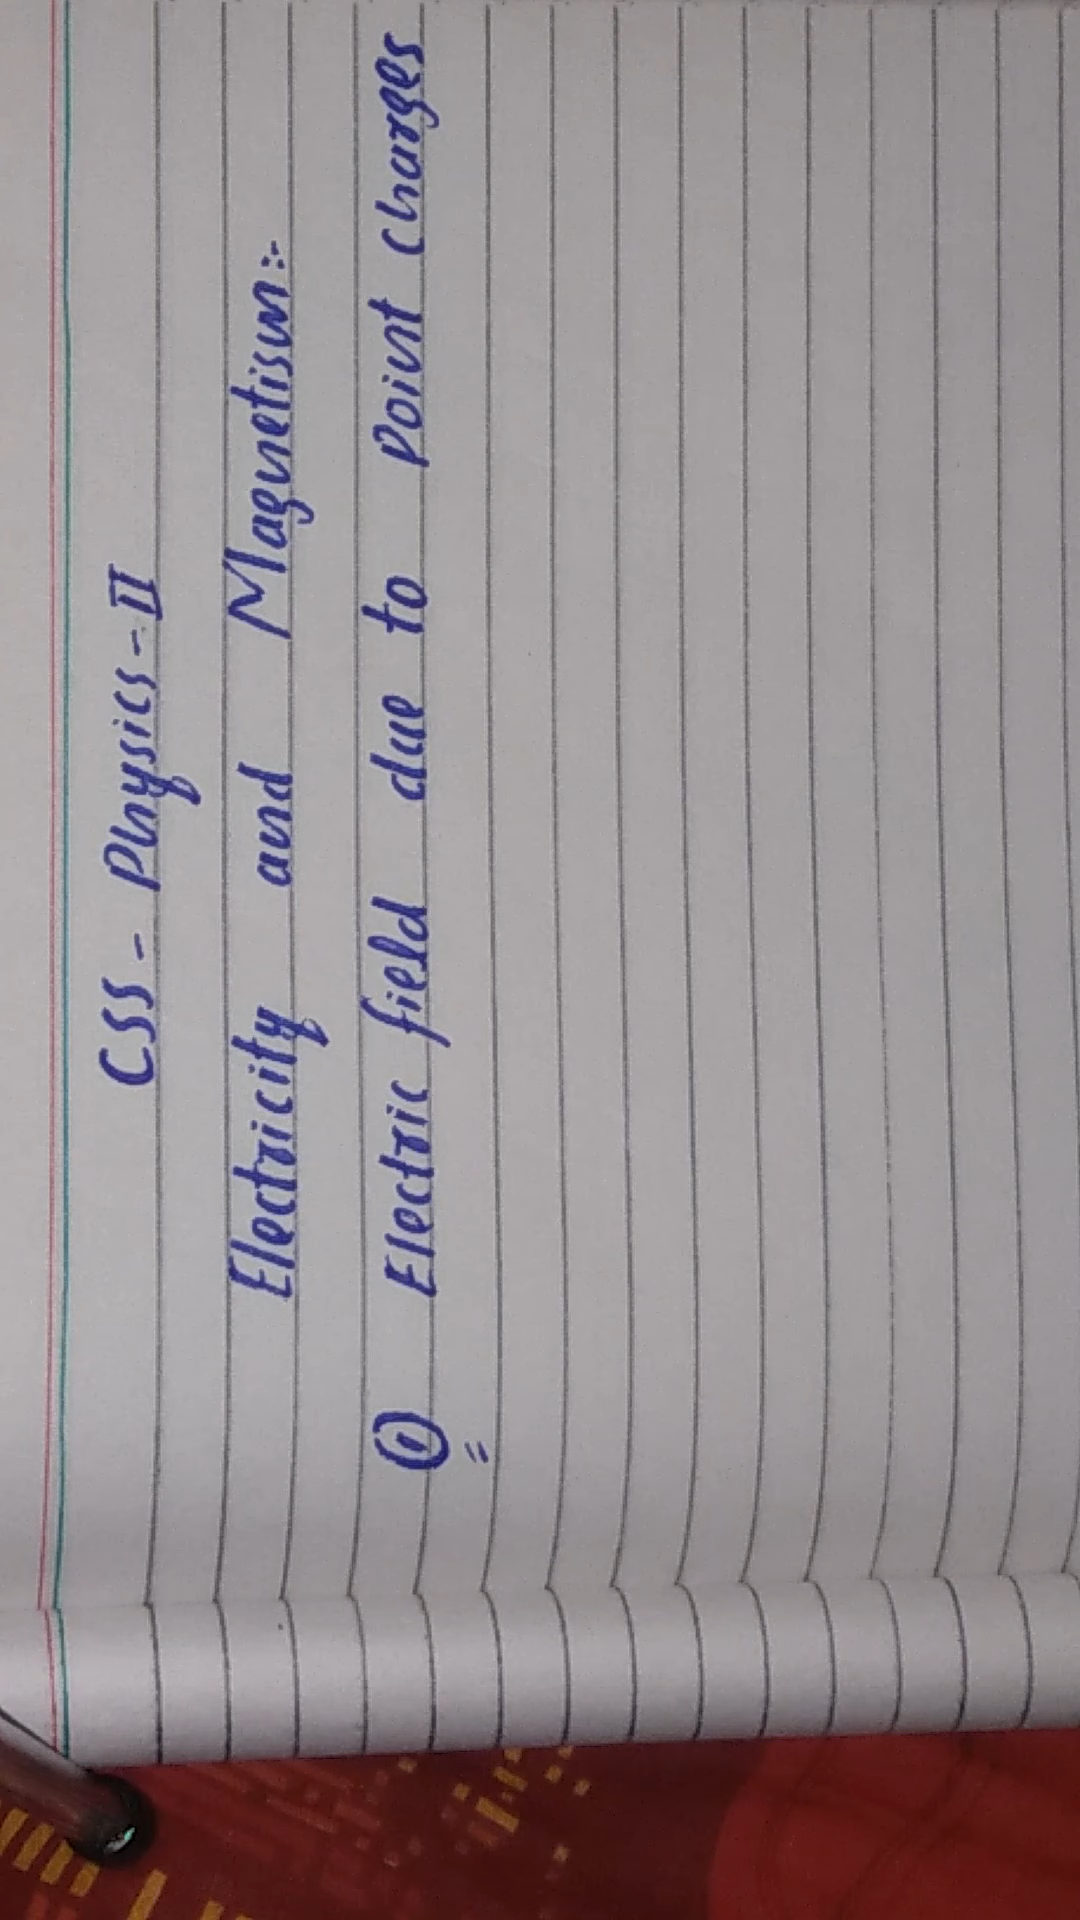 CSS - Physics - II
Electricity and Magnetism:-
① Electric field due to Point Charges